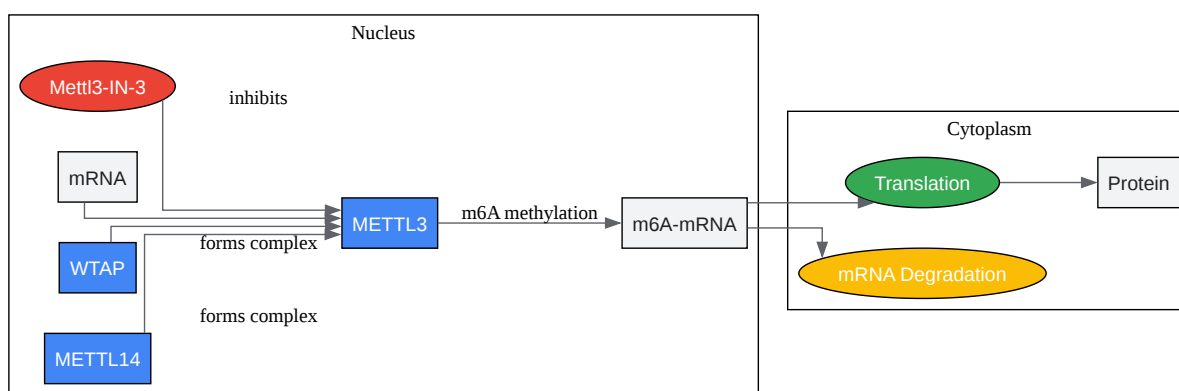 Nucleus
Mettl3-IN-3
inhibits
mRNA
WTAP
forms complex
METTL14
forms complex
METTL3
m6A methylation
m6A-mRNA
Cytoplasm
Translation
Protein
mRNA Degradation